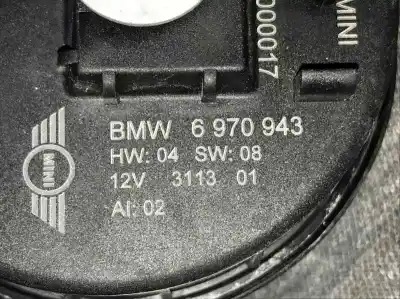 000017
MINI
BMW 6 970 943
HW: 04 SW: 08
12V 3113 01
AI: 02
MINI